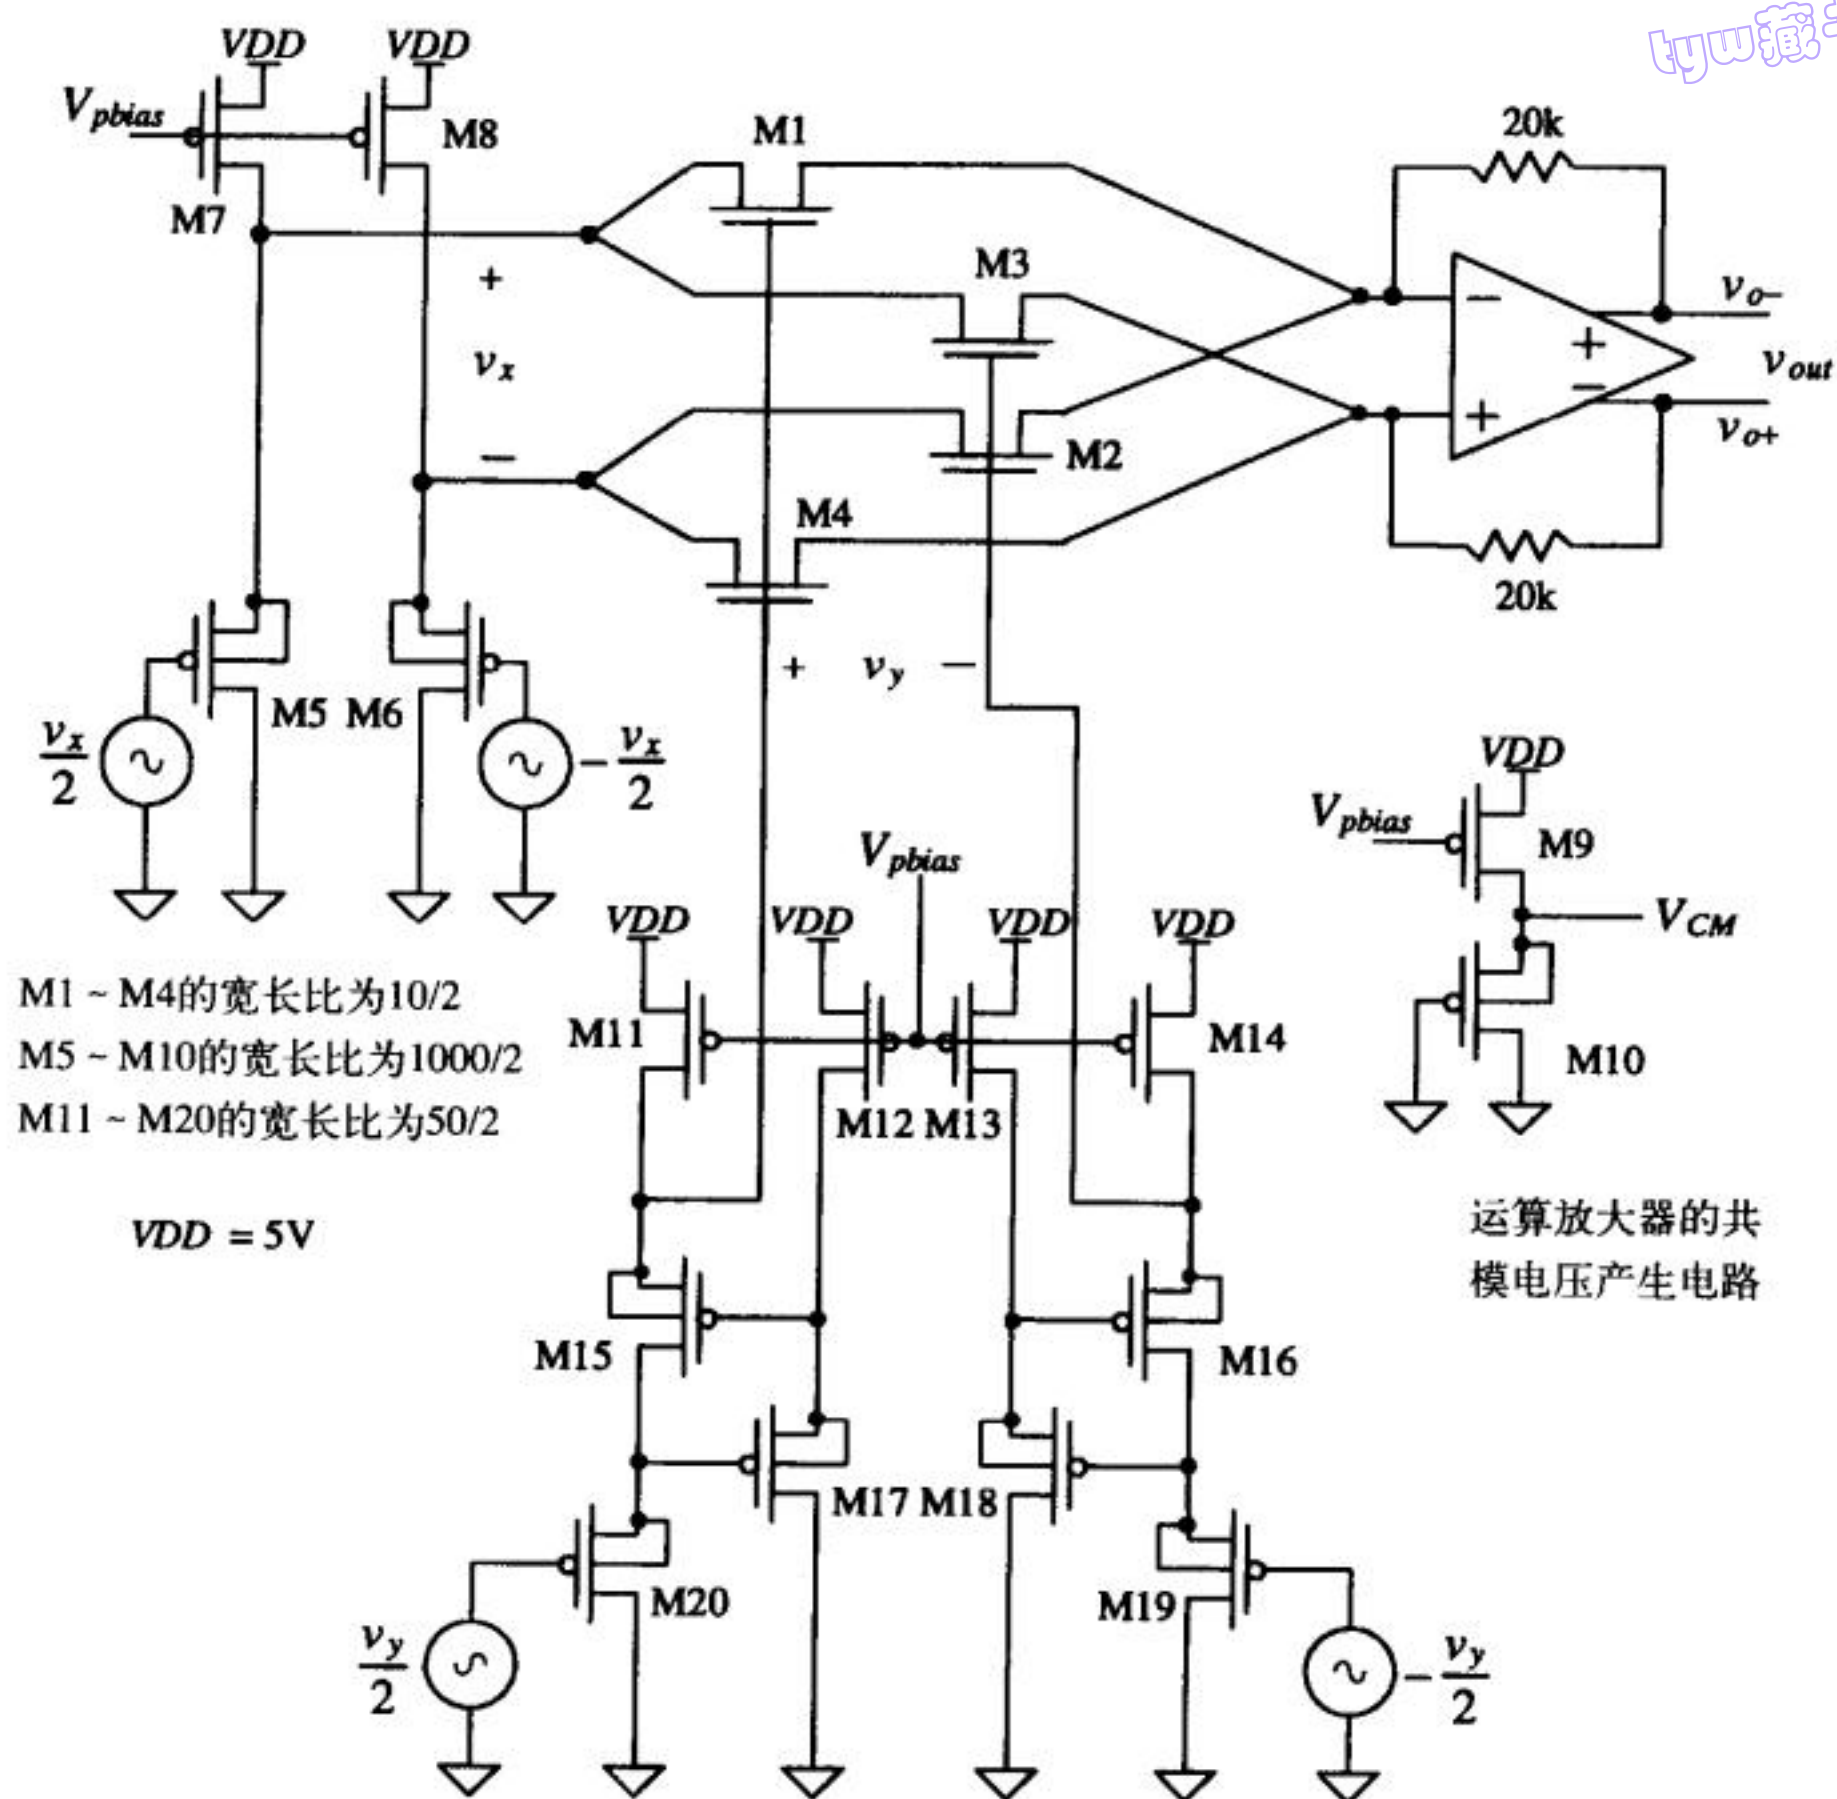 tyw藏
VDD VDD
Vpbias
M8
M7
M1
20k
M3
+
vx
−
−
+
+
−
vo−
vout
vo+
M2
M4
20k
+ vy −
M5 M6
vx/2
−vx/2
VDD
Vpbias
M9
VCM
M10
Vpbias
VDD VDD VDD VDD
M11
M14
M12 M13
M1 ~ M4的宽长比为10/2
M5 ~ M10的宽长比为1000/2
M11 ~ M20的宽长比为50/2
VDD = 5V
运算放大器的共
模电压产生电路
M15
M16
M17 M18
M20
M19
vy/2
−vy/2